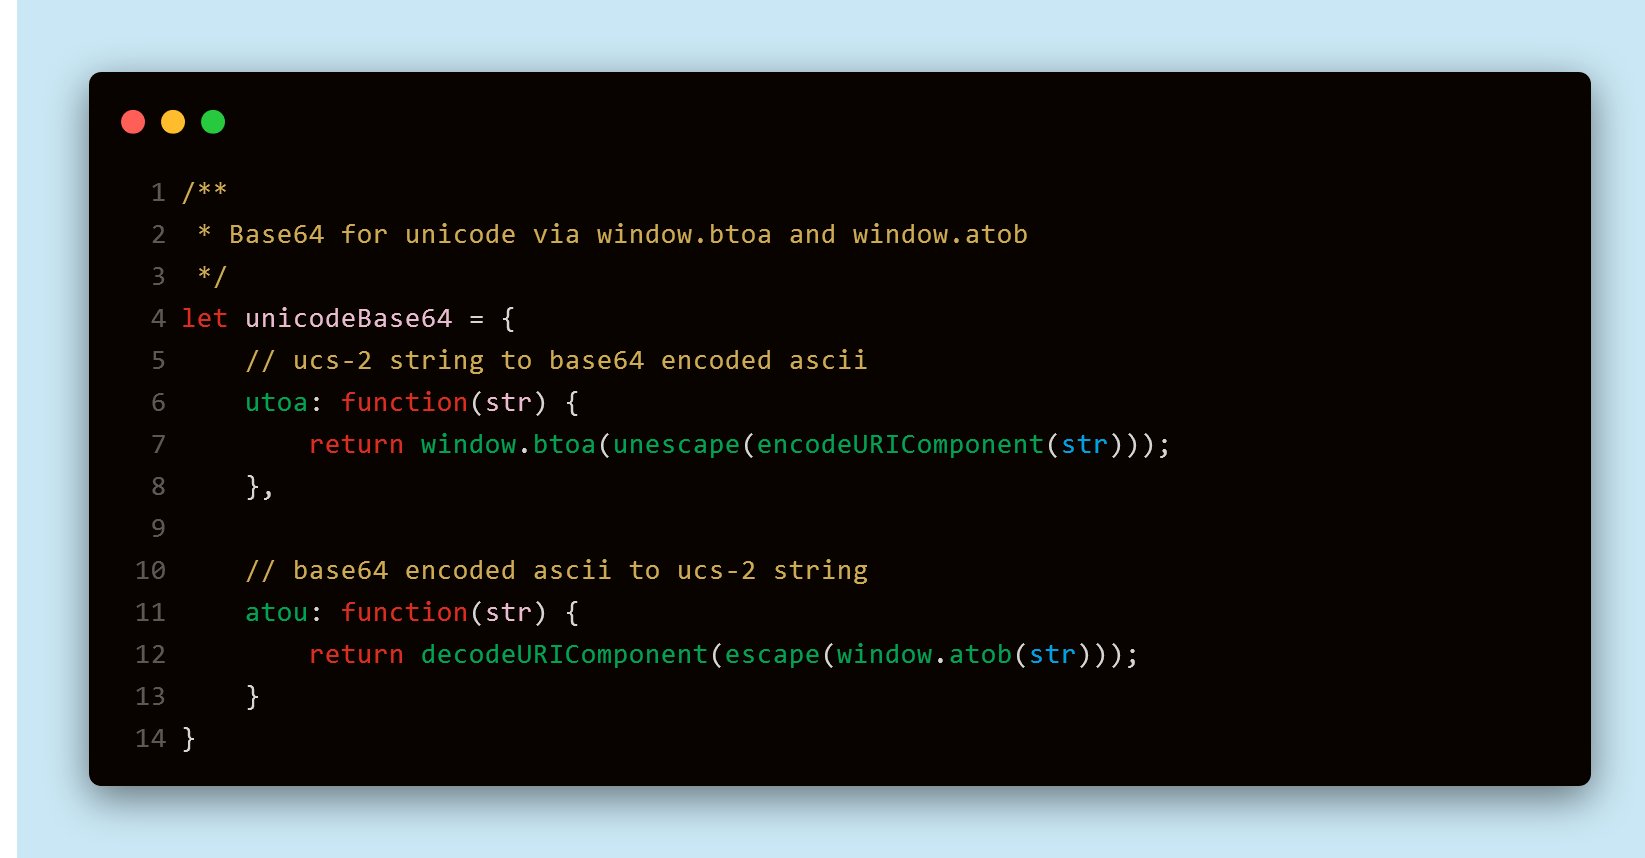 1 /**
2  * Base64 for unicode via window.btoa and window.atob
3  */
4 let unicodeBase64 = {
5     // ucs-2 string to base64 encoded ascii
6     utoa: function(str) {
7         return window.btoa(unescape(encodeURIComponent(str)));
8     },
9
10     // base64 encoded ascii to ucs-2 string
11     atou: function(str) {
12         return decodeURIComponent(escape(window.atob(str)));
13     }
14 }